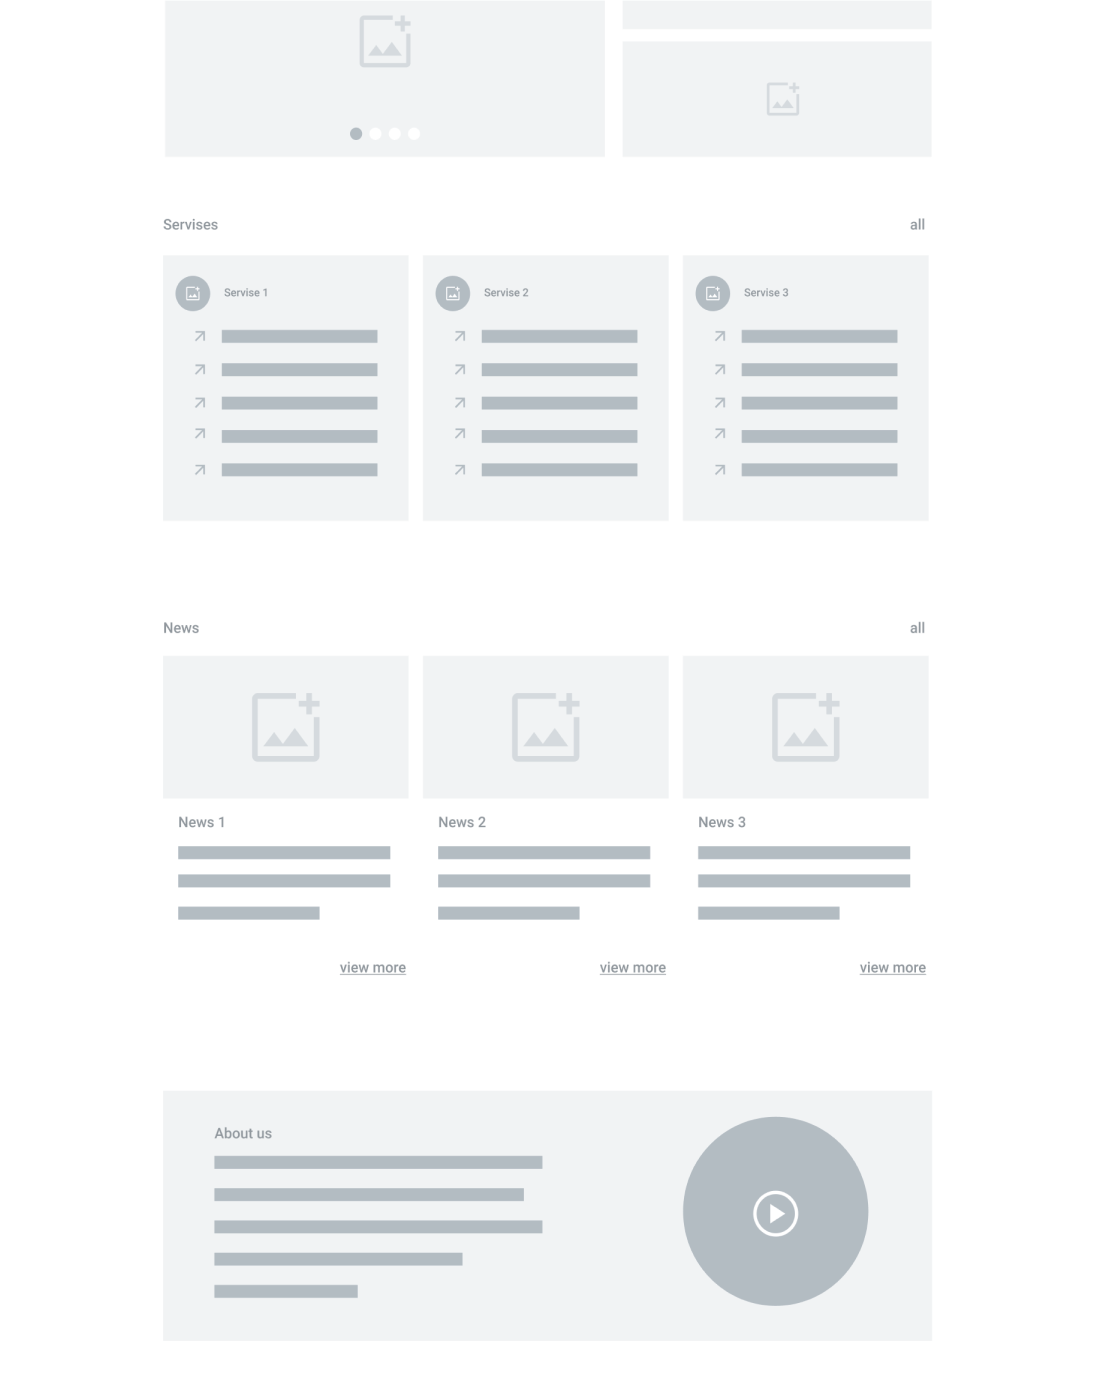 Servises
all
Servise 1
Servise 2
Servise 3
News
all
News 1
News 2
News 3
view more
view more
view more
About us